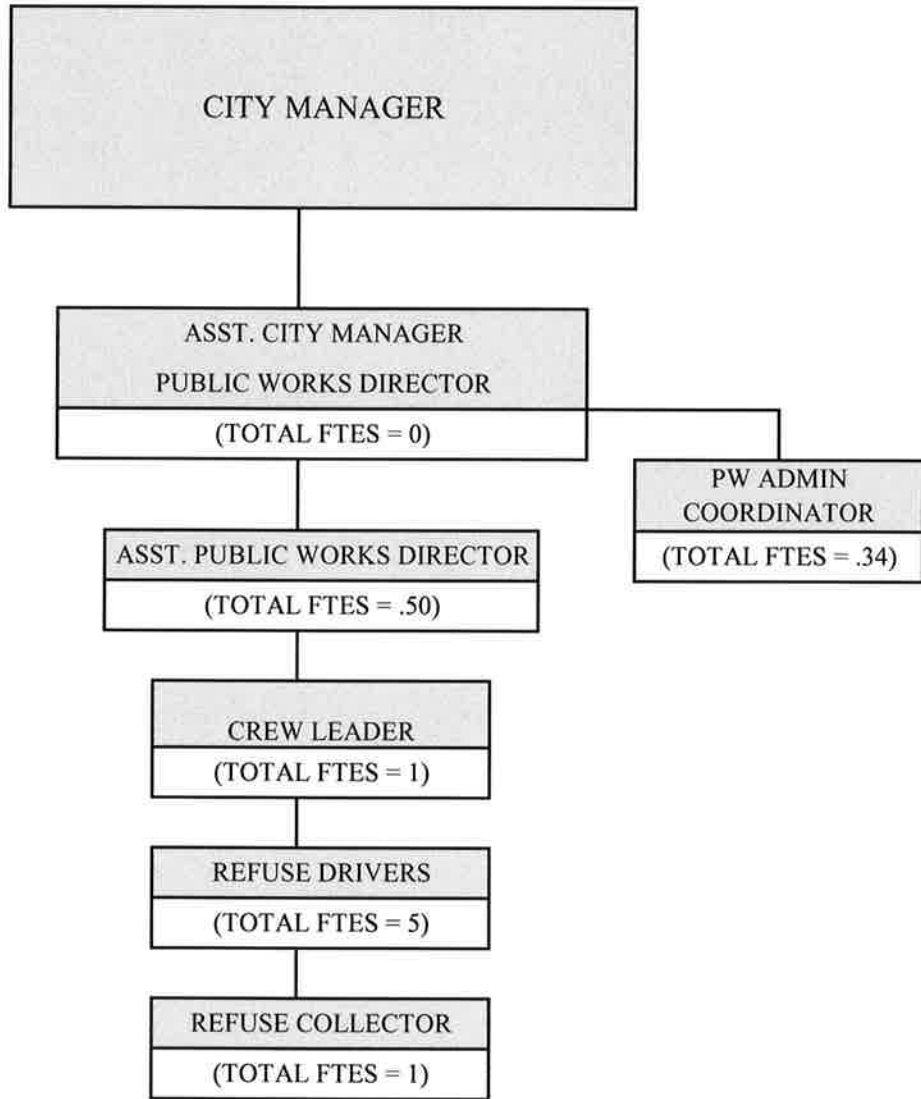 CITY MANAGER
ASST. CITY MANAGER
PUBLIC WORKS DIRECTOR
(TOTAL FTES = 0)
PW ADMIN
COORDINATOR
(TOTAL FTES = .34)
ASST. PUBLIC WORKS DIRECTOR
(TOTAL FTES = .50)
CREW LEADER
(TOTAL FTES = 1)
REFUSE DRIVERS
(TOTAL FTES = 5)
REFUSE COLLECTOR
(TOTAL FTES = 1)